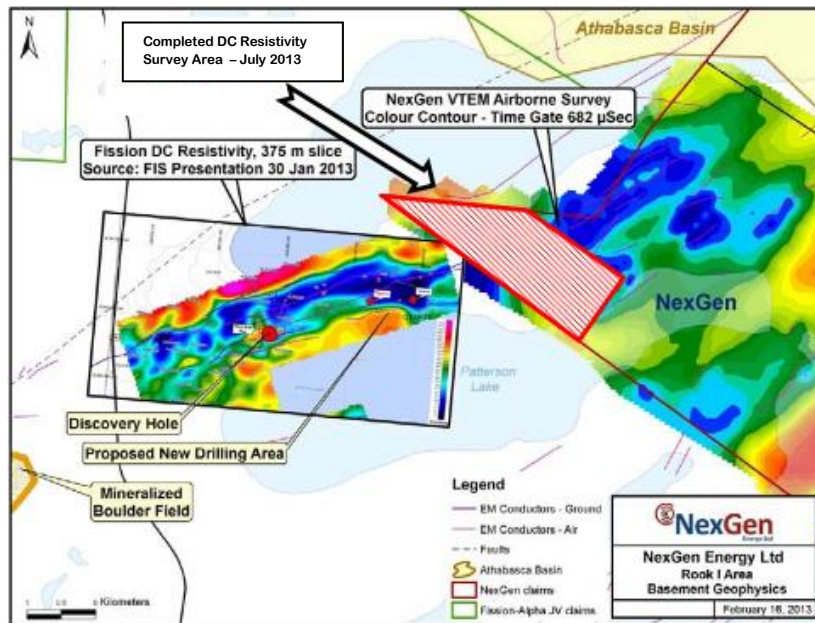 N
Completed DC Resistivity
Survey Area – July 2013
Athabasca Basin
NexGen VTEM Airborne Survey
Colour Contour - Time Gate 682 µSec
Fission DC Resistivity, 375 m slice
Source: FIS Presentation 30 Jan 2013
NexGen
Patterson
Lake
Discovery Hole
Proposed New Drilling Area
Mineralized
Boulder Field
Legend
EM Conductors - Ground
EM Conductors - Air
Faults
Athabasca Basin
NexGen claims
Fission-Alpha JV claims
Kilometers
NexGen
Energy Ltd
NexGen Energy Ltd
Rook I Area
Basement Geophysics
February 16, 2013